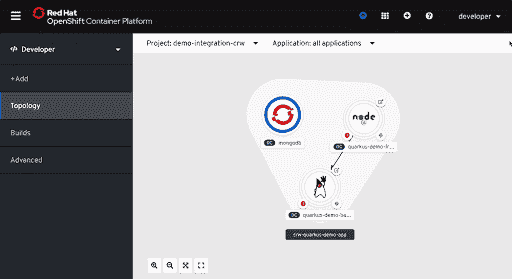 Red Hat
OpenShift Container Platform
developer
</> Developer
Project: demo-integration-crw
Application: all applications
+Add
Topology
Builds
Advanced
node
DC mongodb
DC quarkus-demo-fr...
DC quarkus-demo-ba...
crw-quarkus-demo-app